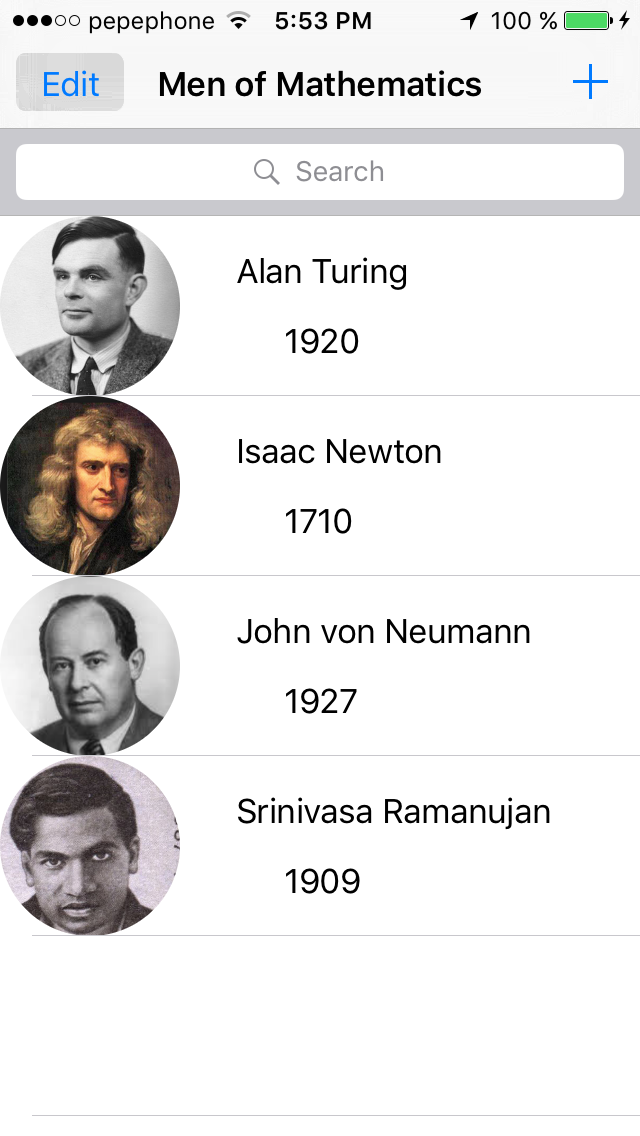 pepephone 5:53 PM 100 %
Edit Men of Mathematics
Search
Alan Turing
1920
Isaac Newton
1710
John von Neumann
1927
Srinivasa Ramanujan
1909